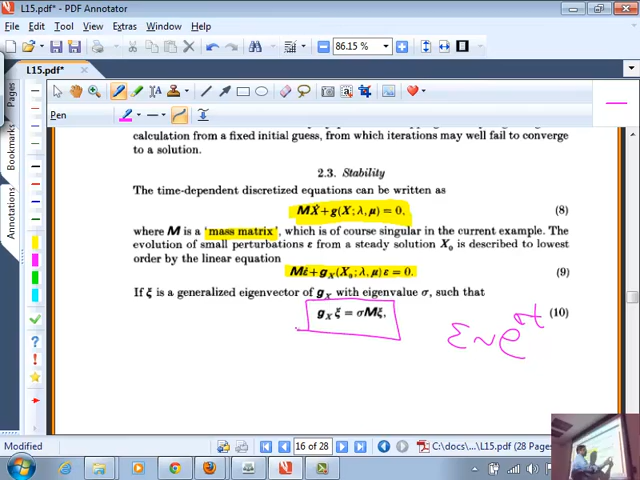 L15.pdf* - PDF Annotator
File Edit Tool View Extras Window Help
86.15 %
L15.pdf*
Pages
Bookmarks
Annotations
Pen
calculation from a fixed initial guess, from which iterations may well fail to converge
to a solution.
2.3. Stability
The time-dependent discretized equations can be written as
MẊ+g(X;λ,μ) = 0, (8)
where M is a 'mass matrix', which is of course singular in the current example. The
evolution of small perturbations ε from a steady solution X₀ is described to lowest
order by the linear equation
Mε̇+g_X(X₀;λ,μ)ε = 0. (9)
If ξ is a generalized eigenvector of g_X with eigenvalue σ, such that
g_X ξ = σMξ, (10)
Modified
16 of 28
C:\docs\...\L15.pdf (28 Pages